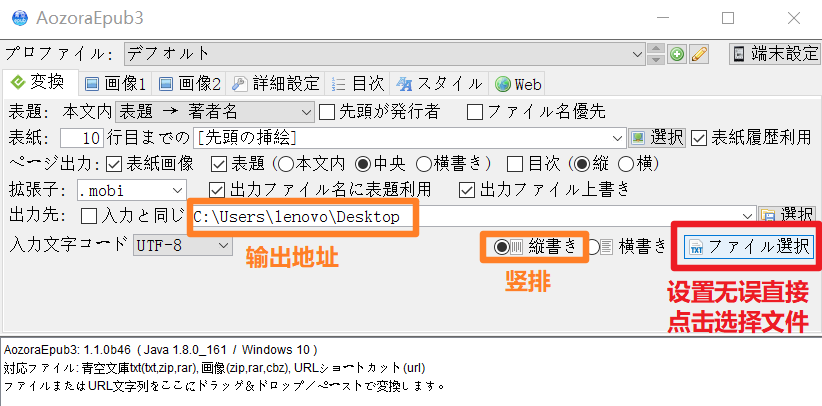 AozoraEpub3
プロファイル: デフォルト 端末設定
変換 画像1 画像2 詳細設定 目次 スタイル Web
表題: 本文内 表題 → 著者名 先頭が発行者 ファイル名優先
表紙: 10 行目までの [先頭の挿絵] 選択 表紙履歴利用
ページ出力: 表紙画像 表題 (本文内 中央 横書き) 目次 (縦 横)
拡張子: .mobi 出力ファイル名に表題利用 出力ファイル上書き
出力先: 入力と同じ C:\Users\lenovo\Desktop 選択
入力文字コード UTF-8 縦書き 横書き TXT ファイル選択
输出地址
竖排
设置无误直接
点击选择文件
AozoraEpub3: 1.1.0b46 ( Java 1.8.0_161 / Windows 10 )
対応ファイル: 青空文庫txt(txt,zip,rar), 画像(zip,rar,cbz), URLショートカット(url)
ファイルまたはURL文字列をここにドラッグ＆ドロップ／ペーストで変換します。